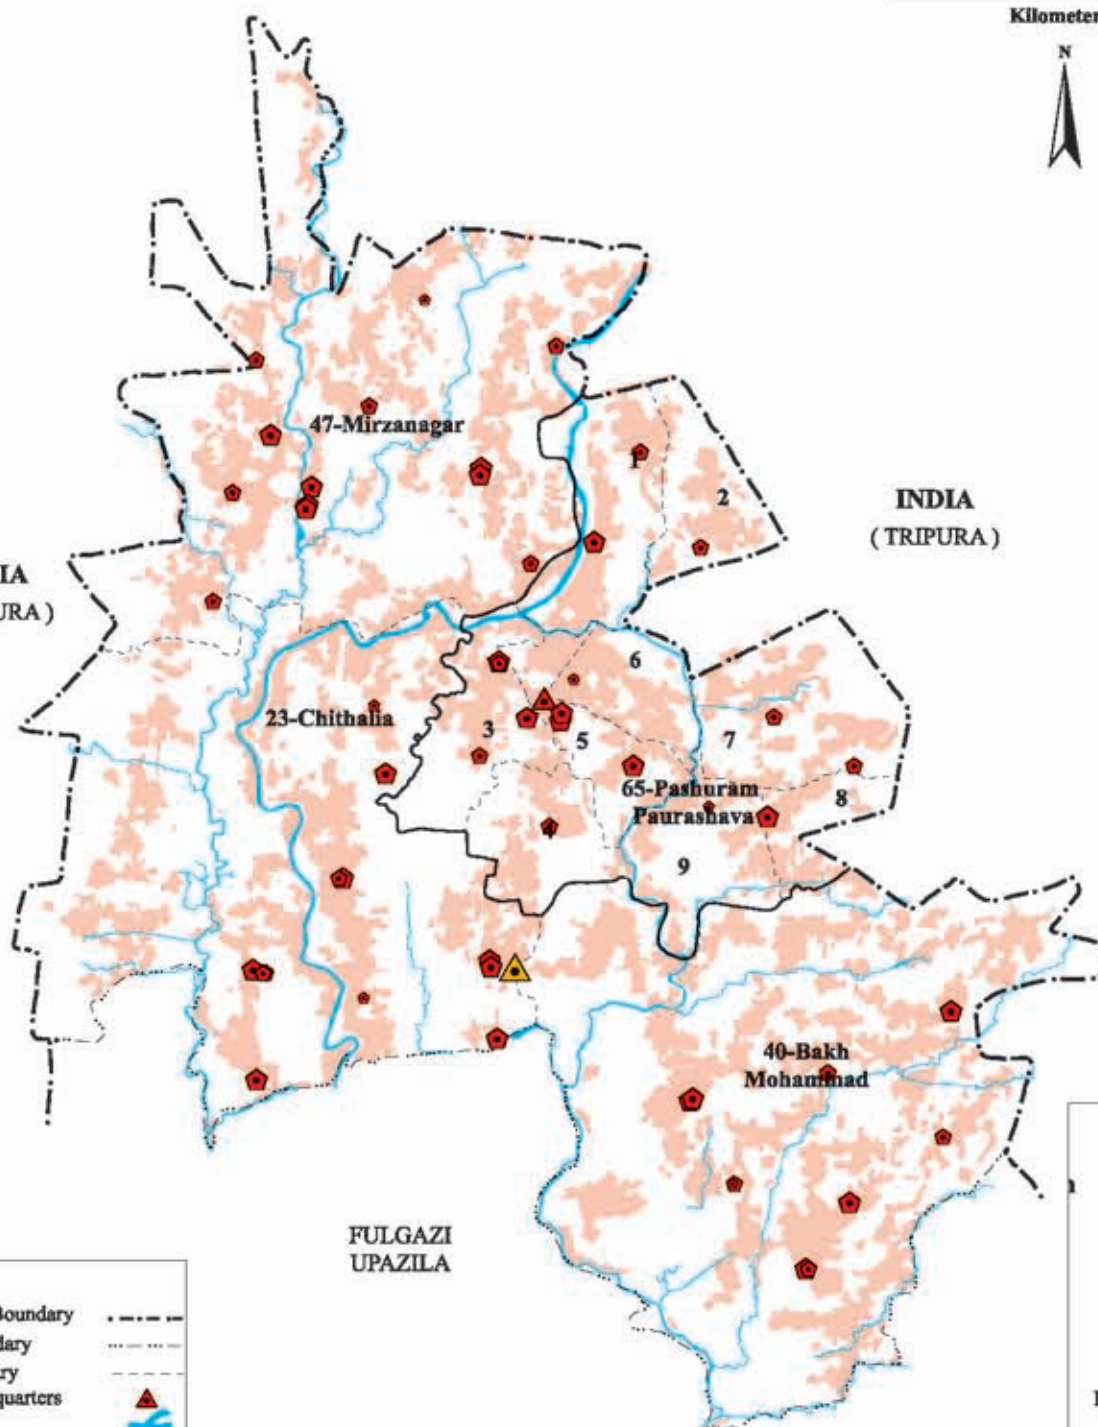 Kilometer
N
47-Mirzanagar
1
2
INDIA
( TRIPURA )
IA
URA )
6
23-Chithalia
3
5
7
65-Pashuram
Paurashava
8
4
9
40-Bakh
Mohammad
FULGAZI
UPAZILA
Boundary
dary
ry
quarters